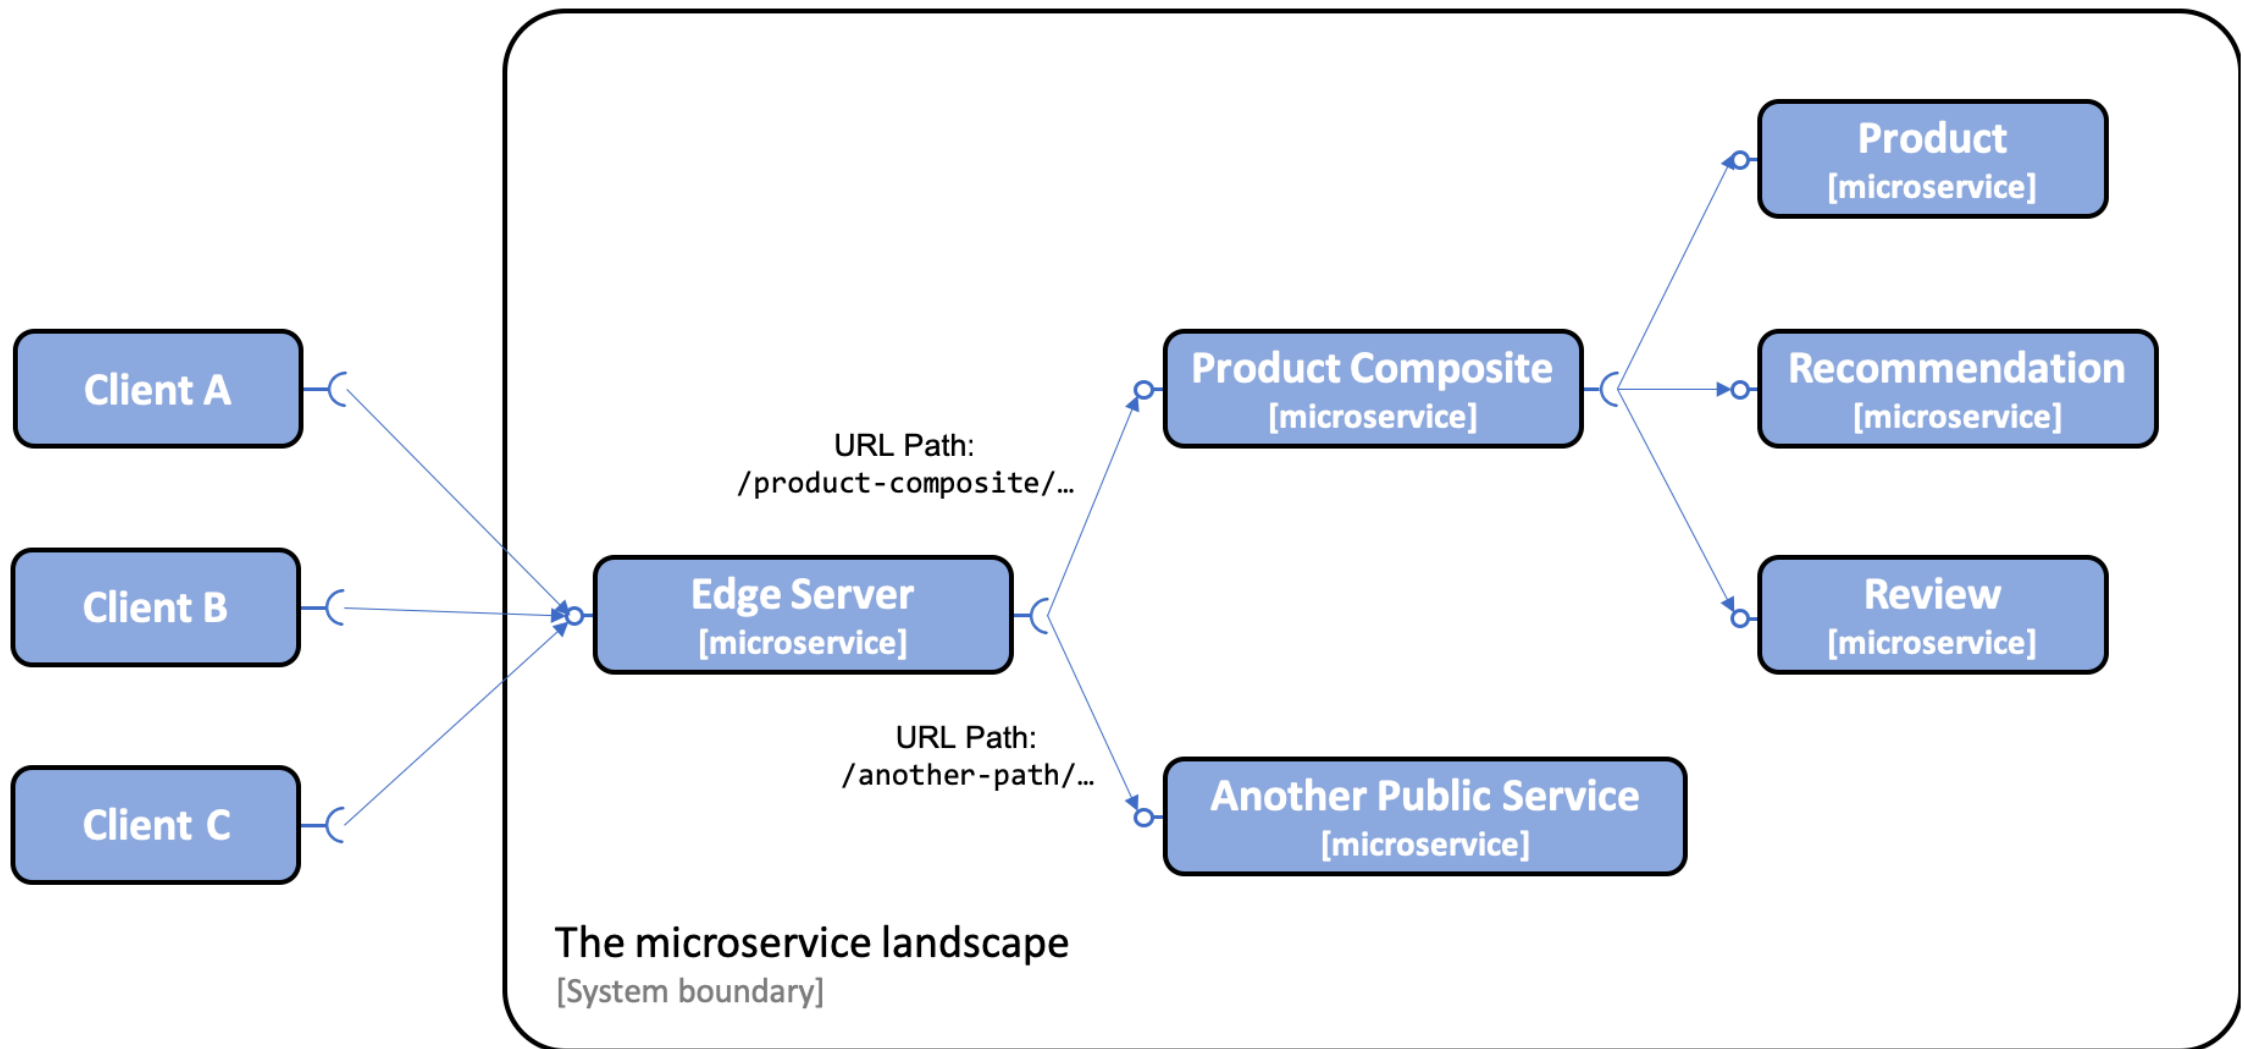 Product
[microservice]
Client A
Product Composite
[microservice]
Recommendation
[microservice]
URL Path:
/product-composite/…
Client B
Edge Server
[microservice]
Review
[microservice]
URL Path:
/another-path/…
Client C
Another Public Service
[microservice]
The microservice landscape
[System boundary]